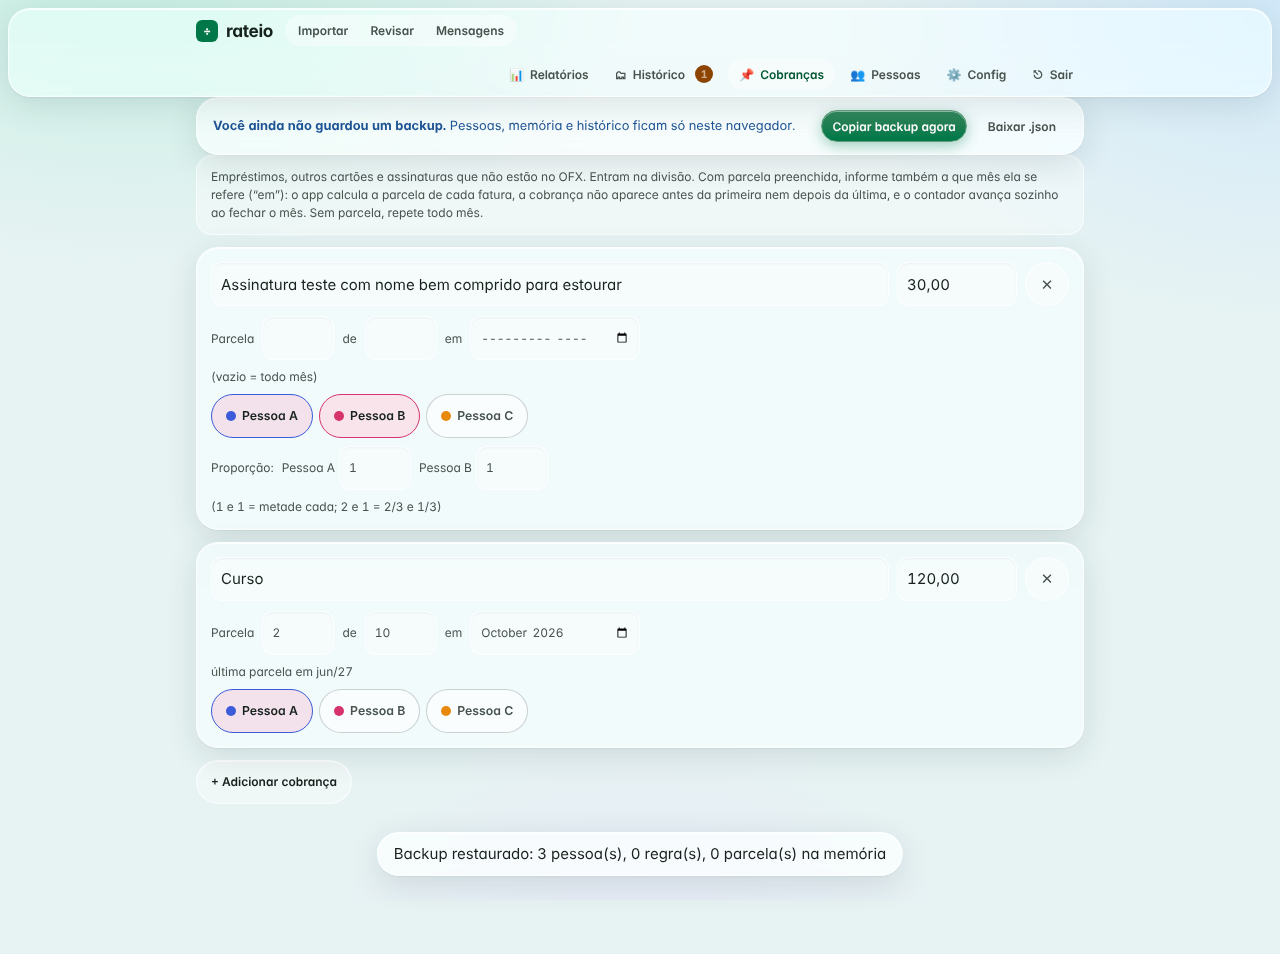 ÷ rateio Importar Revisar Mensagens
📊 Relatórios 🗂 Histórico 1 📌 Cobranças 👥 Pessoas ⚙️ Config ⎋ Sair
Você ainda não guardou um backup. Pessoas, memória e histórico ficam só neste navegador. Copiar backup agora Baixar .json
Empréstimos, outros cartões e assinaturas que não estão no OFX. Entram na divisão. Com parcela preenchida, informe também a que mês ela se
refere (“em”): o app calcula a parcela de cada fatura, a cobrança não aparece antes da primeira nem depois da última, e o contador avança sozinho
ao fechar o mês. Sem parcela, repete todo mês.
Assinatura teste com nome bem comprido para estourar 30,00 ✕
Parcela de em --------- ----
(vazio = todo mês)
Pessoa A Pessoa B Pessoa C
Proporção: Pessoa A 1 Pessoa B 1
(1 e 1 = metade cada; 2 e 1 = 2/3 e 1/3)
Curso 120,00 ✕
Parcela 2 de 10 em October 2026
última parcela em jun/27
Pessoa A Pessoa B Pessoa C
+ Adicionar cobrança
Backup restaurado: 3 pessoa(s), 0 regra(s), 0 parcela(s) na memória